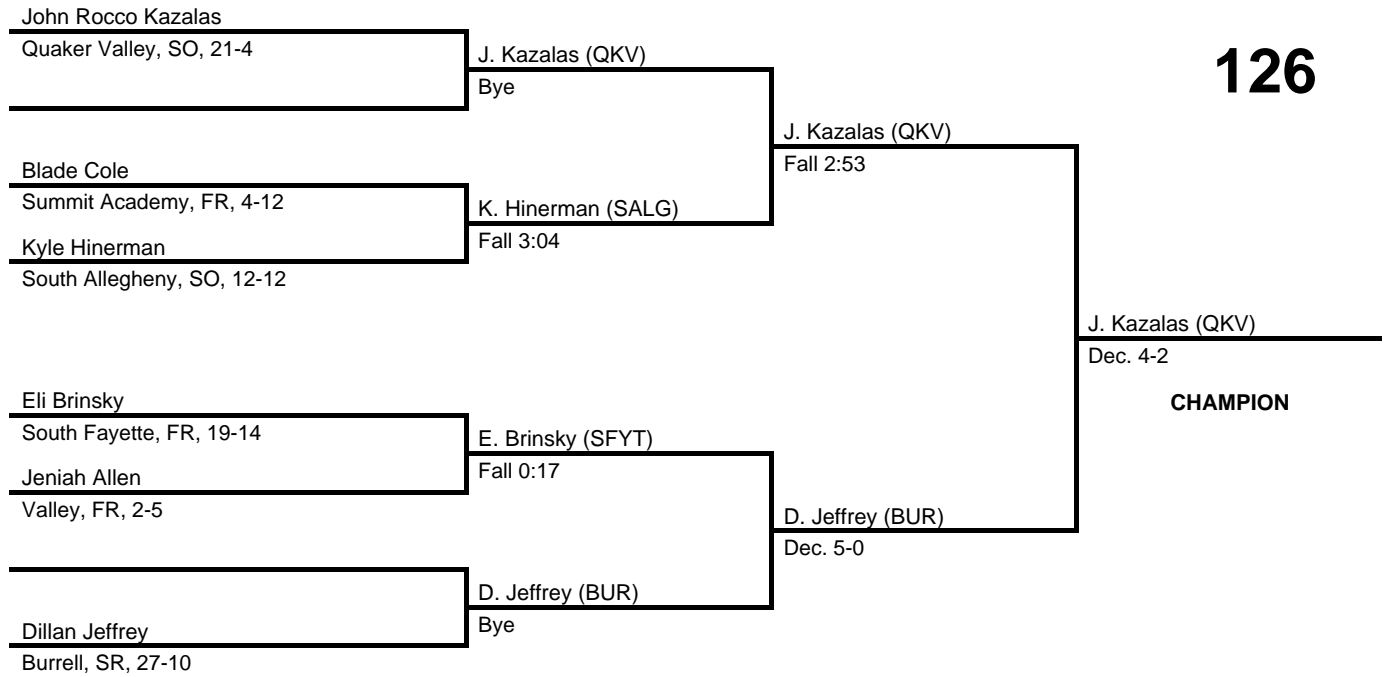 John Rocco Kazalas
Quaker Valley, SO, 21-4
J. Kazalas (QKV)
Bye
126
J. Kazalas (QKV)
Fall 2:53
Blade Cole
Summit Academy, FR, 4-12
K. Hinerman (SALG)
Fall 3:04
Kyle Hinerman
South Allegheny, SO, 12-12
J. Kazalas (QKV)
Dec. 4-2
CHAMPION
Eli Brinsky
South Fayette, FR, 19-14
E. Brinsky (SFYT)
Fall 0:17
Jeniah Allen
Valley, FR, 2-5
D. Jeffrey (BUR)
Dec. 5-0
D. Jeffrey (BUR)
Bye
Dillan Jeffrey
Burrell, SR, 27-10